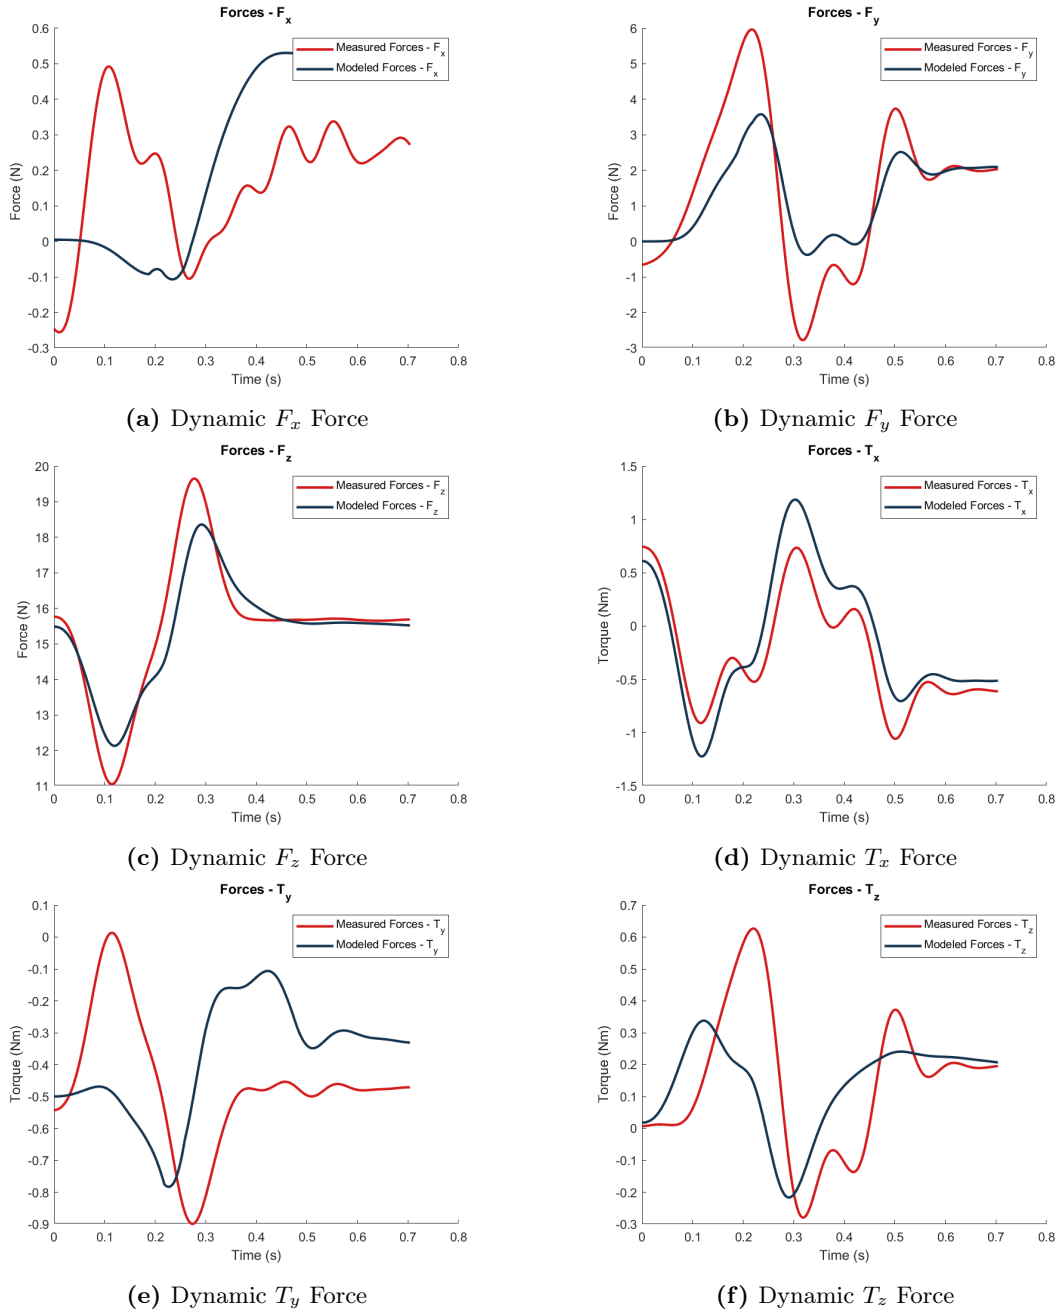 Forces - Fx
Measured Forces - Fx
Modeled Forces - Fx
0.6
0.5
0.4
0.3
0.2
0.1
0
-0.1
-0.2
-0.3
Force (N)
0 0.1 0.2 0.3 0.4 0.5 0.6 0.7 0.8
Time (s)
(a) Dynamic Fx Force
Forces - Fy
Measured Forces - Fy
Modeled Forces - Fy
6
5
4
3
2
1
0
-1
-2
-3
Force (N)
0 0.1 0.2 0.3 0.4 0.5 0.6 0.7 0.8
Time (s)
(b) Dynamic Fy Force
Forces - Fz
Measured Forces - Fz
Modeled Forces - Fz
20
19
18
17
16
15
14
13
12
11
Force (N)
0 0.1 0.2 0.3 0.4 0.5 0.6 0.7 0.8
Time (s)
(c) Dynamic Fz Force
Forces - Tx
Measured Forces - Tx
Modeled Forces - Tx
1.5
1
0.5
0
-0.5
-1
-1.5
Torque (Nm)
0 0.1 0.2 0.3 0.4 0.5 0.6 0.7 0.8
Time (s)
(d) Dynamic Tx Force
Forces - Ty
Measured Forces - Ty
Modeled Forces - Ty
0.1
0
-0.1
-0.2
-0.3
-0.4
-0.5
-0.6
-0.7
-0.8
-0.9
Torque (Nm)
0 0.1 0.2 0.3 0.4 0.5 0.6 0.7 0.8
Time (s)
(e) Dynamic Ty Force
Forces - Tz
Measured Forces - Tz
Modeled Forces - Tz
0.7
0.6
0.5
0.4
0.3
0.2
0.1
0
-0.1
-0.2
-0.3
Torque (Nm)
0 0.1 0.2 0.3 0.4 0.5 0.6 0.7 0.8
Time (s)
(f) Dynamic Tz Force